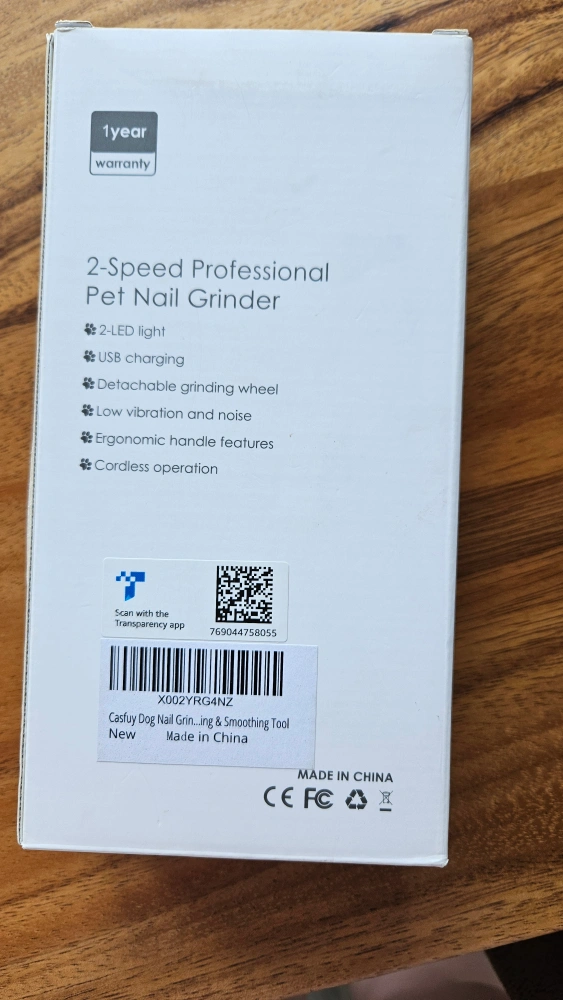 1year
warranty
2-Speed Professional
Pet Nail Grinder
2-LED light
USB charging
Detachable grinding wheel
Low vibration and noise
Ergonomic handle features
Cordless operation
Scan with the
Transparency app
769044758055
X002YRG4NZ
Casfuy Dog Nail Grin...ing & Smoothing Tool
New Made in China
MADE IN CHINA
CE FC